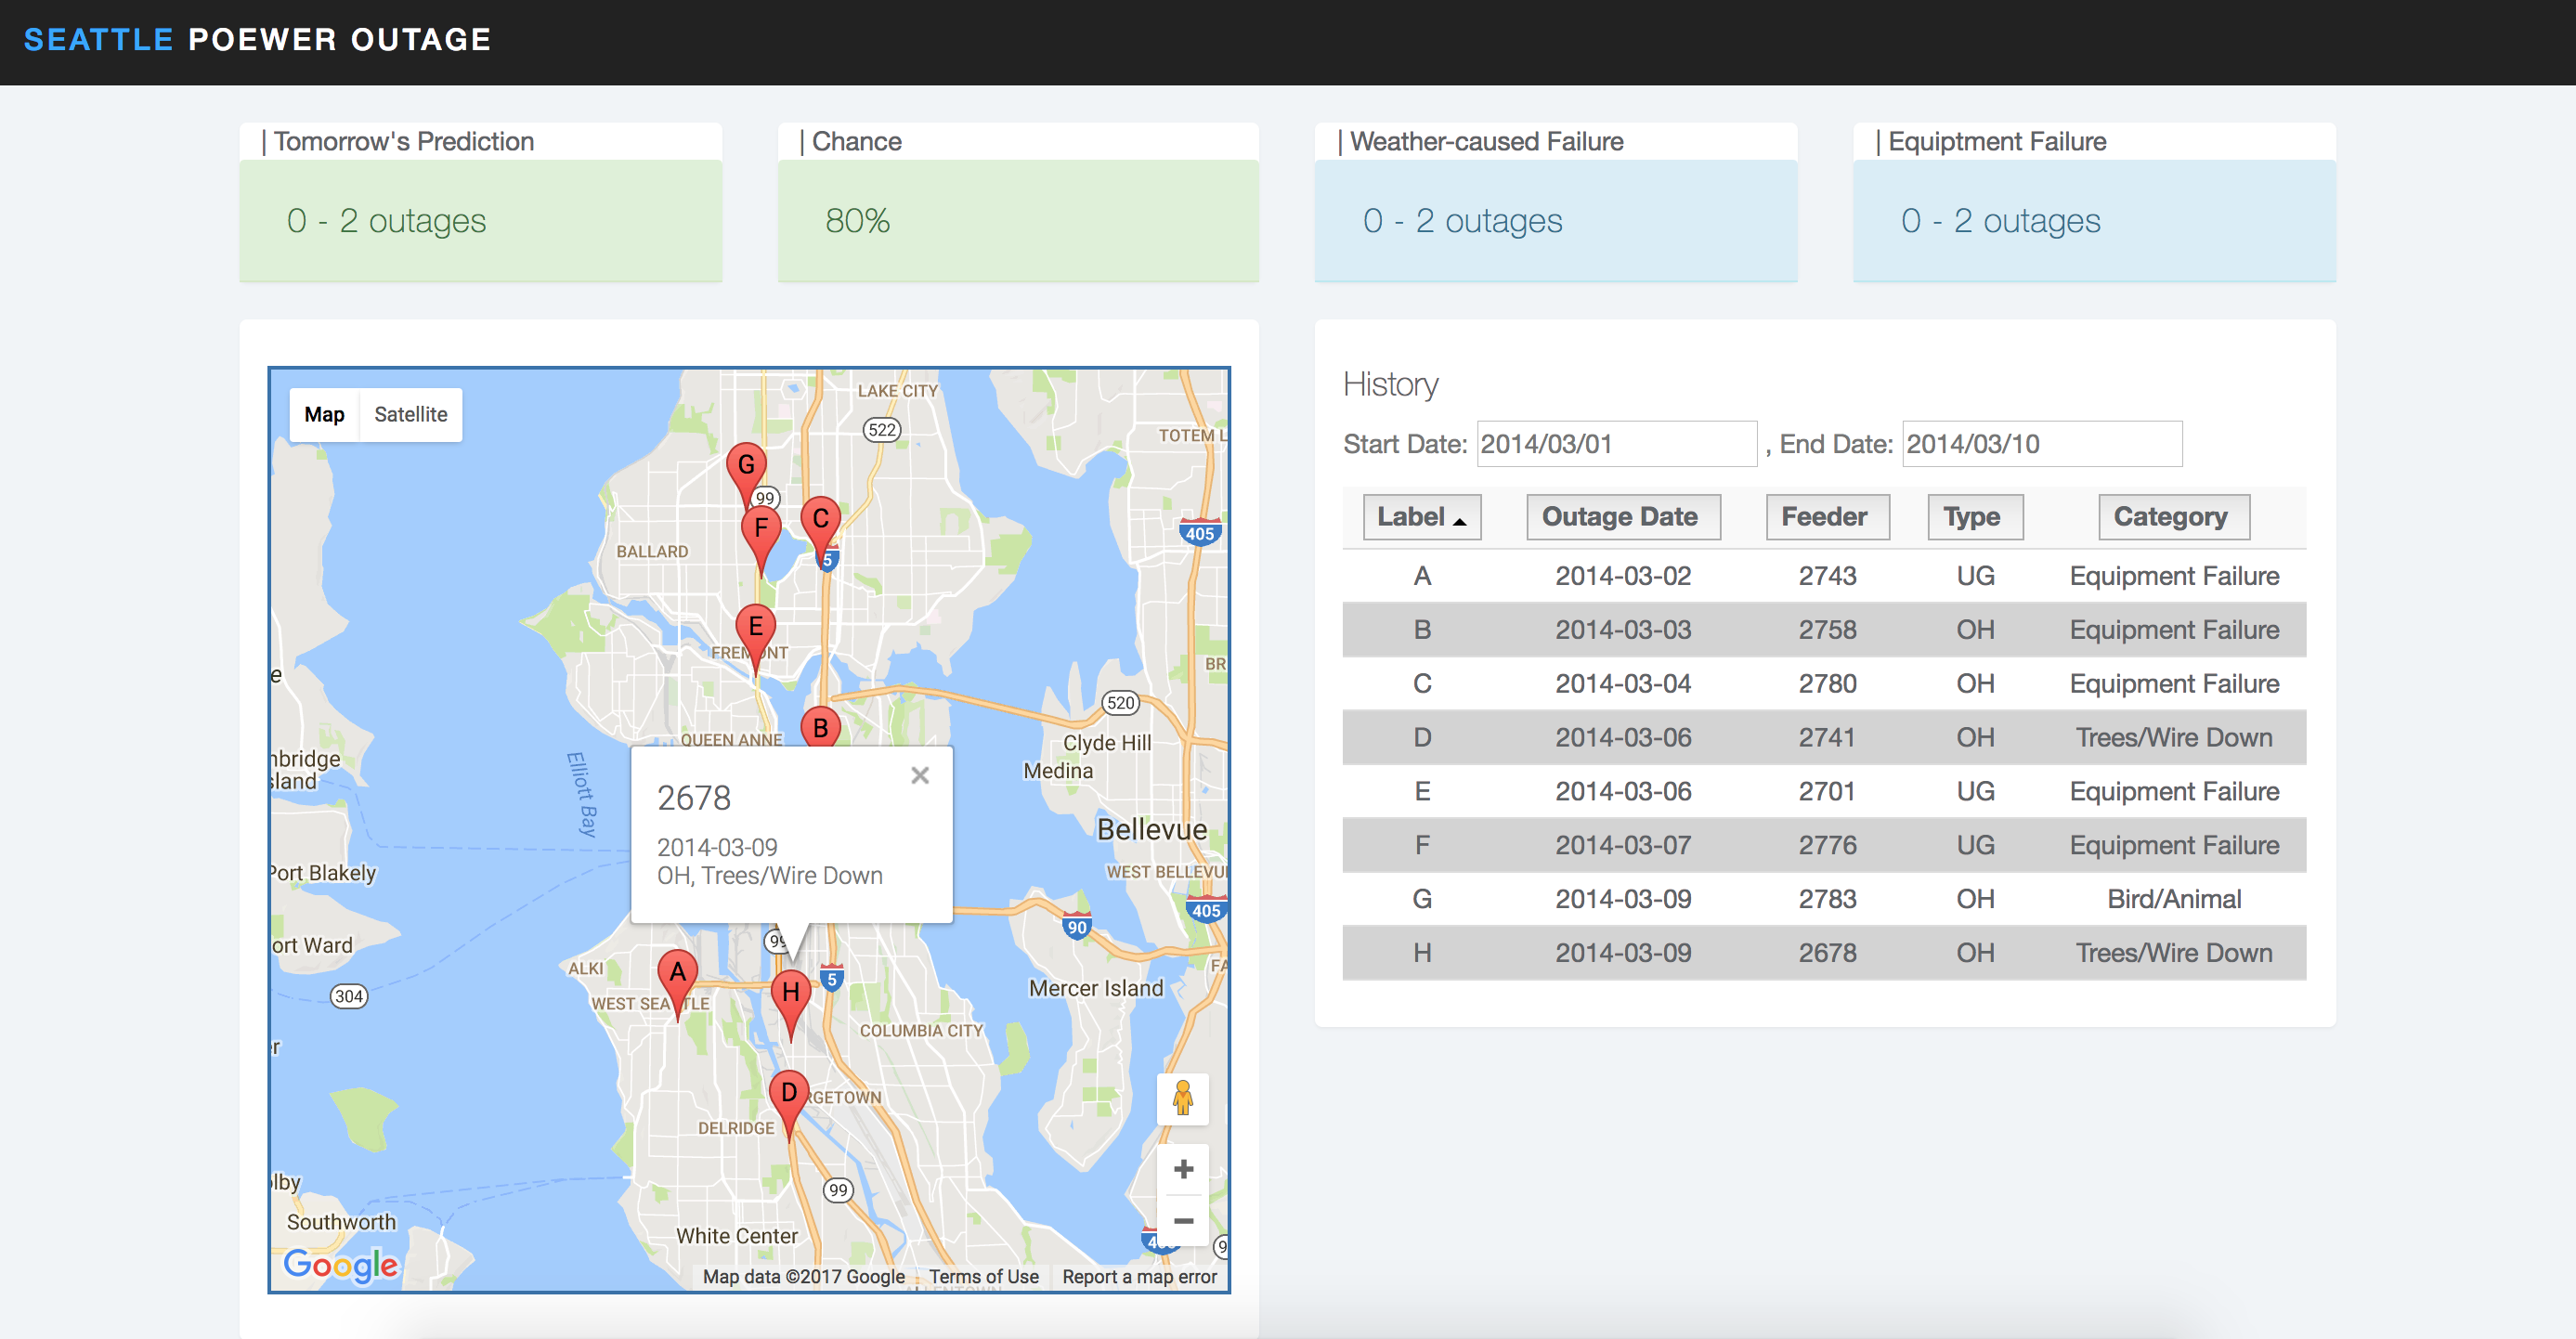 SEATTLE POEWER OUTAGE
| Tomorrow's Prediction
0 - 2 outages
| Chance
80%
| Weather-caused Failure
0 - 2 outages
| Equiptment Failure
0 - 2 outages
Map Satellite
LAKE CITY
522
TOTEM L
G
99
F
C
5
405
BALLARD
E
FREMONT
BR
e
520
B
QUEEN ANNE
Clyde Hill
nbridge
sland
Medina
Elliott Bay
2678
2014-03-09
OH, Trees/Wire Down
Bellevue
Port Blakely
WEST BELLEVU
405
90
ort Ward
99
ALKI
A
5
FA
304
H
WEST SEATTLE
Mercer Island
COLUMBIA CITY
er
D
RGETOWN
DELRIDGE
lby
99
Southworth
White Center
Google
Map data ©2017 Google Terms of Use Report a map error
History
Start Date: 2014/03/01 , End Date: 2014/03/10
Label Outage Date Feeder Type Category
A 2014-03-02 2743 UG Equipment Failure
B 2014-03-03 2758 OH Equipment Failure
C 2014-03-04 2780 OH Equipment Failure
D 2014-03-06 2741 OH Trees/Wire Down
E 2014-03-06 2701 UG Equipment Failure
F 2014-03-07 2776 UG Equipment Failure
G 2014-03-09 2783 OH Bird/Animal
H 2014-03-09 2678 OH Trees/Wire Down